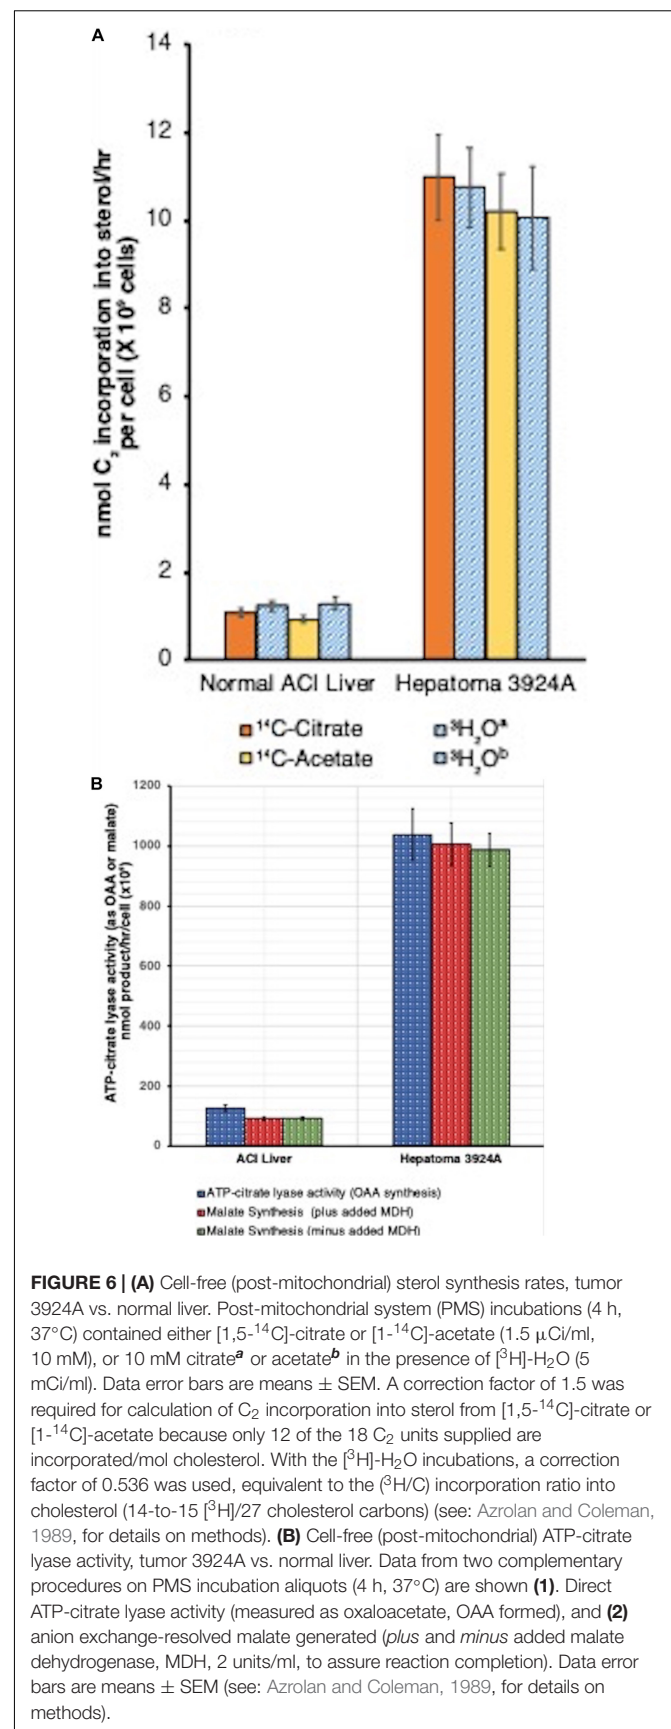 A
14
12
10
8
6
4
2
0
nmol C₂ incorporation into sterol/hr
per cell (X 10⁹ cells)
Normal ACI Liver Hepatoma 3924A
¹⁴C-Citrate ³H₂Oᵃ
¹⁴C-Acetate ³H₂Oᵇ
B
1200
1000
800
600
400
200
0
ATP-citrate lyase activity (as OAA or malate)
nmol product/hr/cell (x10⁹)
ACI Liver Hepatoma 3924A
ATP-citrate lyase activity (OAA synthesis)
Malate Synthesis (plus added MDH)
Malate Synthesis (minus added MDH)
FIGURE 6 | (A) Cell-free (post-mitochondrial) sterol synthesis rates, tumor
3924A vs. normal liver. Post-mitochondrial system (PMS) incubations (4 h,
37°C) contained either [1,5-¹⁴C]-citrate or [1-¹⁴C]-acetate (1.5 μCi/ml,
10 mM), or 10 mM citrateᵃ or acetateᵇ in the presence of [³H]-H₂O (5
mCi/ml). Data error bars are means ± SEM. A correction factor of 1.5 was
required for calculation of C₂ incorporation into sterol from [1,5-¹⁴C]-citrate or
[1-¹⁴C]-acetate because only 12 of the 18 C₂ units supplied are
incorporated/mol cholesterol. With the [³H]-H₂O incubations, a correction
factor of 0.536 was used, equivalent to the (³H/C) incorporation ratio into
cholesterol (14-to-15 [³H]/27 cholesterol carbons) (see: Azrolan and Coleman,
1989, for details on methods). (B) Cell-free (post-mitochondrial) ATP-citrate
lyase activity, tumor 3924A vs. normal liver. Data from two complementary
procedures on PMS incubation aliquots (4 h, 37°C) are shown (1). Direct
ATP-citrate lyase activity (measured as oxaloacetate, OAA formed), and (2)
anion exchange-resolved malate generated (plus and minus added malate
dehydrogenase, MDH, 2 units/ml, to assure reaction completion). Data error
bars are means ± SEM (see: Azrolan and Coleman, 1989, for details on
methods).